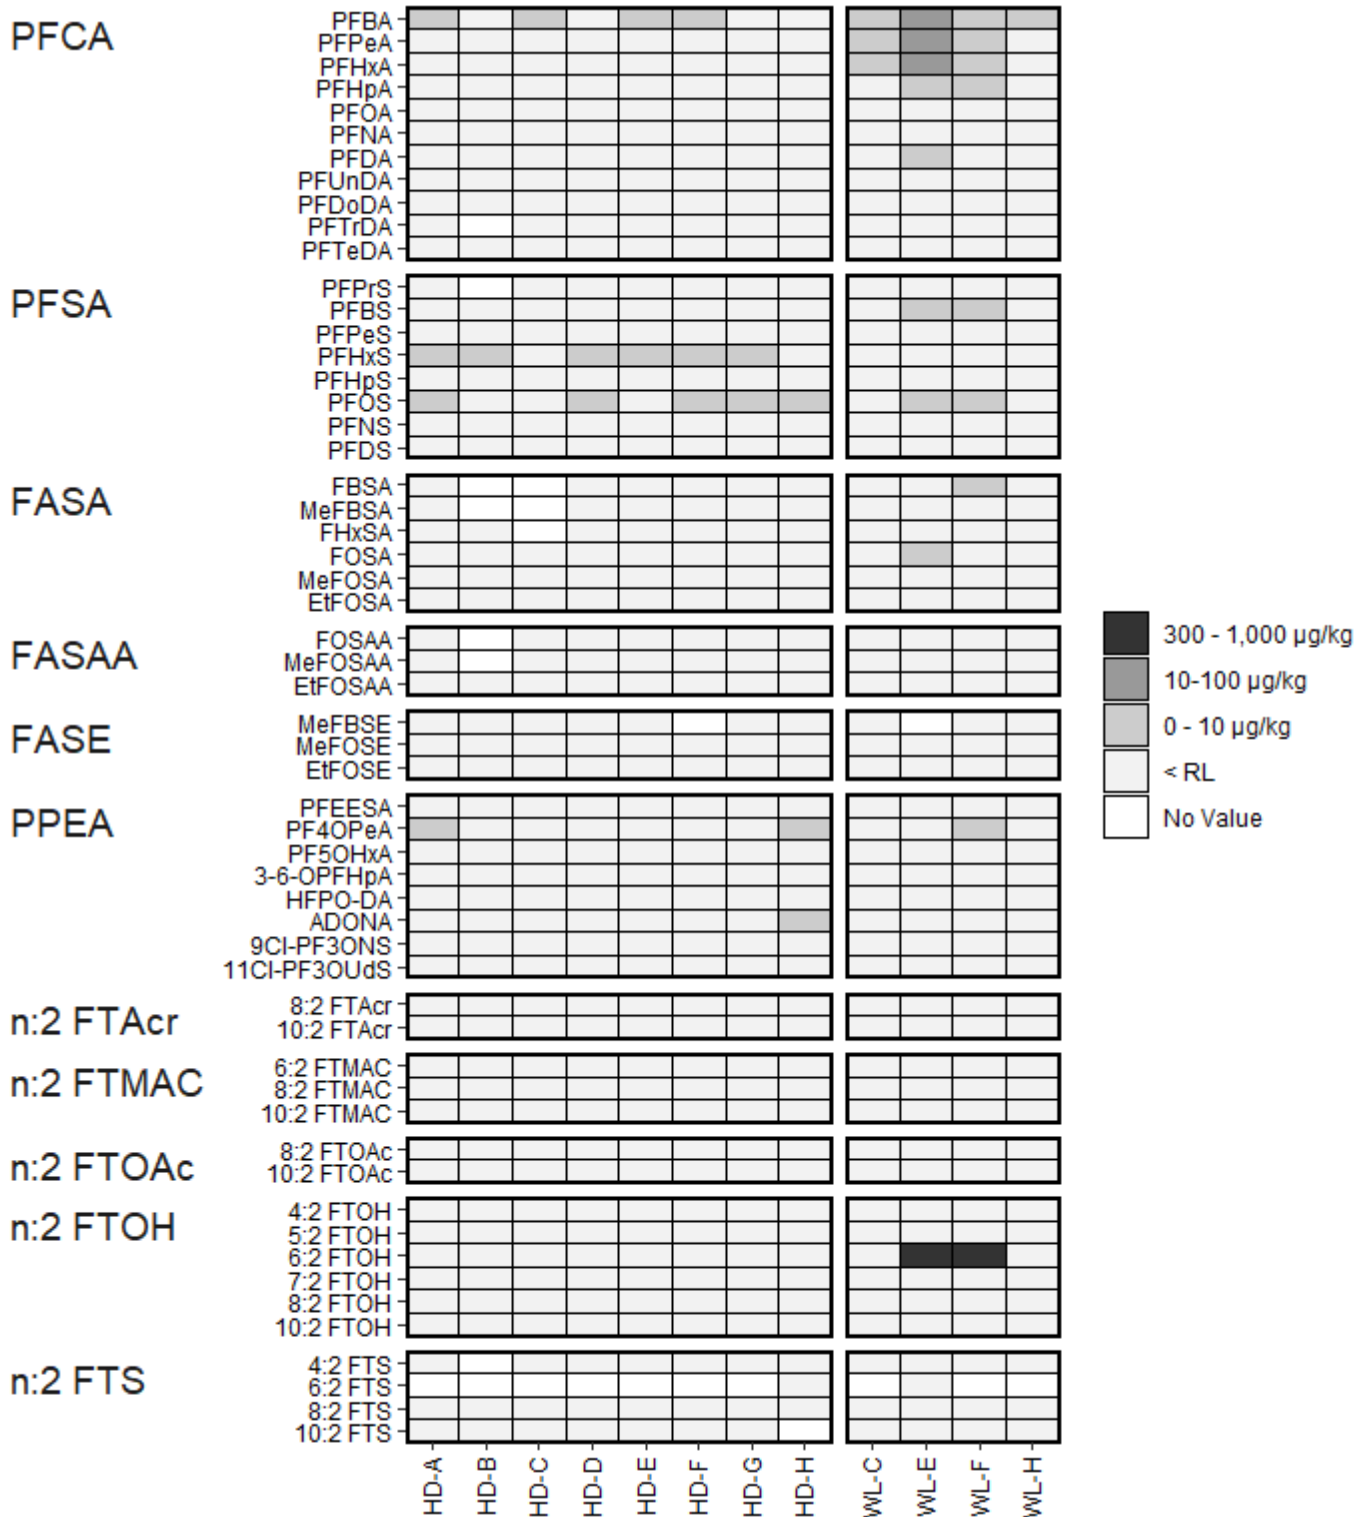 PFCA
PFBA
PFPeA
PFHxA
PFHpA
PFOA
PFNA
PFDA
PFUnDA
PFDoDA
PFTrDA
PFTeDA
PFSA
PFPrS
PFBS
PFPeS
PFHxS
PFHpS
PFOS
PFNS
PFDS
FASA
FBSA
MeFBSA
FHxSA
FOSA
MeFOSA
EtFOSA
FASAA
FOSAA
MeFOSAA
EtFOSAA
FASE
MeFBSE
MeFOSE
EtFOSE
PPEA
PFEESA
PF4OPeA
PF5OHxA
3-6-OPFHpA
HFPO-DA
ADONA
9Cl-PF3ONS
11Cl-PF3OUdS
n:2 FTAcr
8:2 FTAcr
10:2 FTAcr
n:2 FTMAC
6:2 FTMAC
8:2 FTMAC
10:2 FTMAC
n:2 FTOAc
8:2 FTOAc
10:2 FTOAc
n:2 FTOH
4:2 FTOH
5:2 FTOH
6:2 FTOH
7:2 FTOH
8:2 FTOH
10:2 FTOH
n:2 FTS
4:2 FTS
6:2 FTS
8:2 FTS
10:2 FTS
HD-A
HD-B
HD-C
HD-D
HD-E
HD-F
HD-G
HD-H
WL-C
WL-E
WL-F
WL-H
300 - 1,000 µg/kg
10-100 µg/kg
0 - 10 µg/kg
< RL
No Value